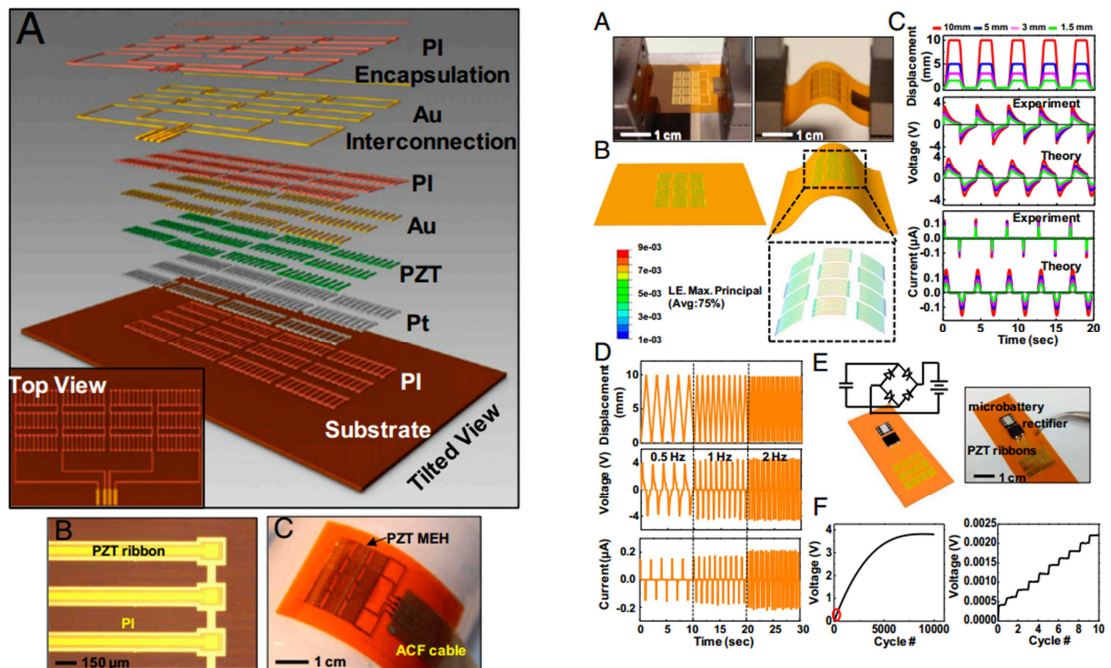 A
PI
Encapsulation
Au
Interconnection
PI
Au
PZT
Pt
PI
Substrate
Tilted View
Top View
B
PZT ribbon
PI
150 μm
C
PZT MEH
ACF cable
1 cm
A
1 cm
1 cm
B
9e-03
7e-03
5e-03
3e-03
1e-03
LE. Max. Principal
(Avg:75%)
C
10mm 5 mm 3 mm 1.5 mm
Displacement
(mm)
10
5
0
Experiment
Voltage (V)
4
0
-4
Theory
4
0
-4
Experiment
Current (μA)
0.1
0.0
-0.1
Theory
0.1
0.0
-0.1
0 5 10 15 20
Time (sec)
D
Displacement
(mm)
15
10
5
0
0.5 Hz 1 Hz 2 Hz
Voltage (V)
8
4
0
-4
Current(μA)
0.2
0.0
-0.2
0 5 10 15 20 25 30
Time (sec)
E
microbattery
rectifier
PZT ribbons
1 cm
F
Voltage (V)
4
3
2
1
0
0 5000 10000
Cycle #
Voltage (V)
0.0025
0.0020
0.0015
0.0010
0.0005
0.0000
0 2 4 6 8 10
Cycle #